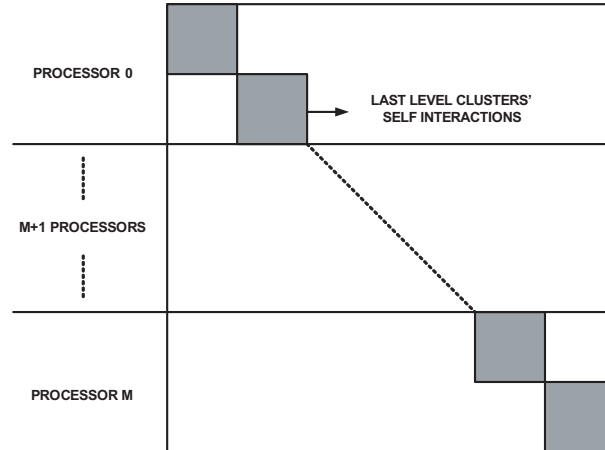 PROCESSOR 0
LAST LEVEL CLUSTERS'
SELF INTERACTIONS
M+1 PROCESSORS
PROCESSOR M